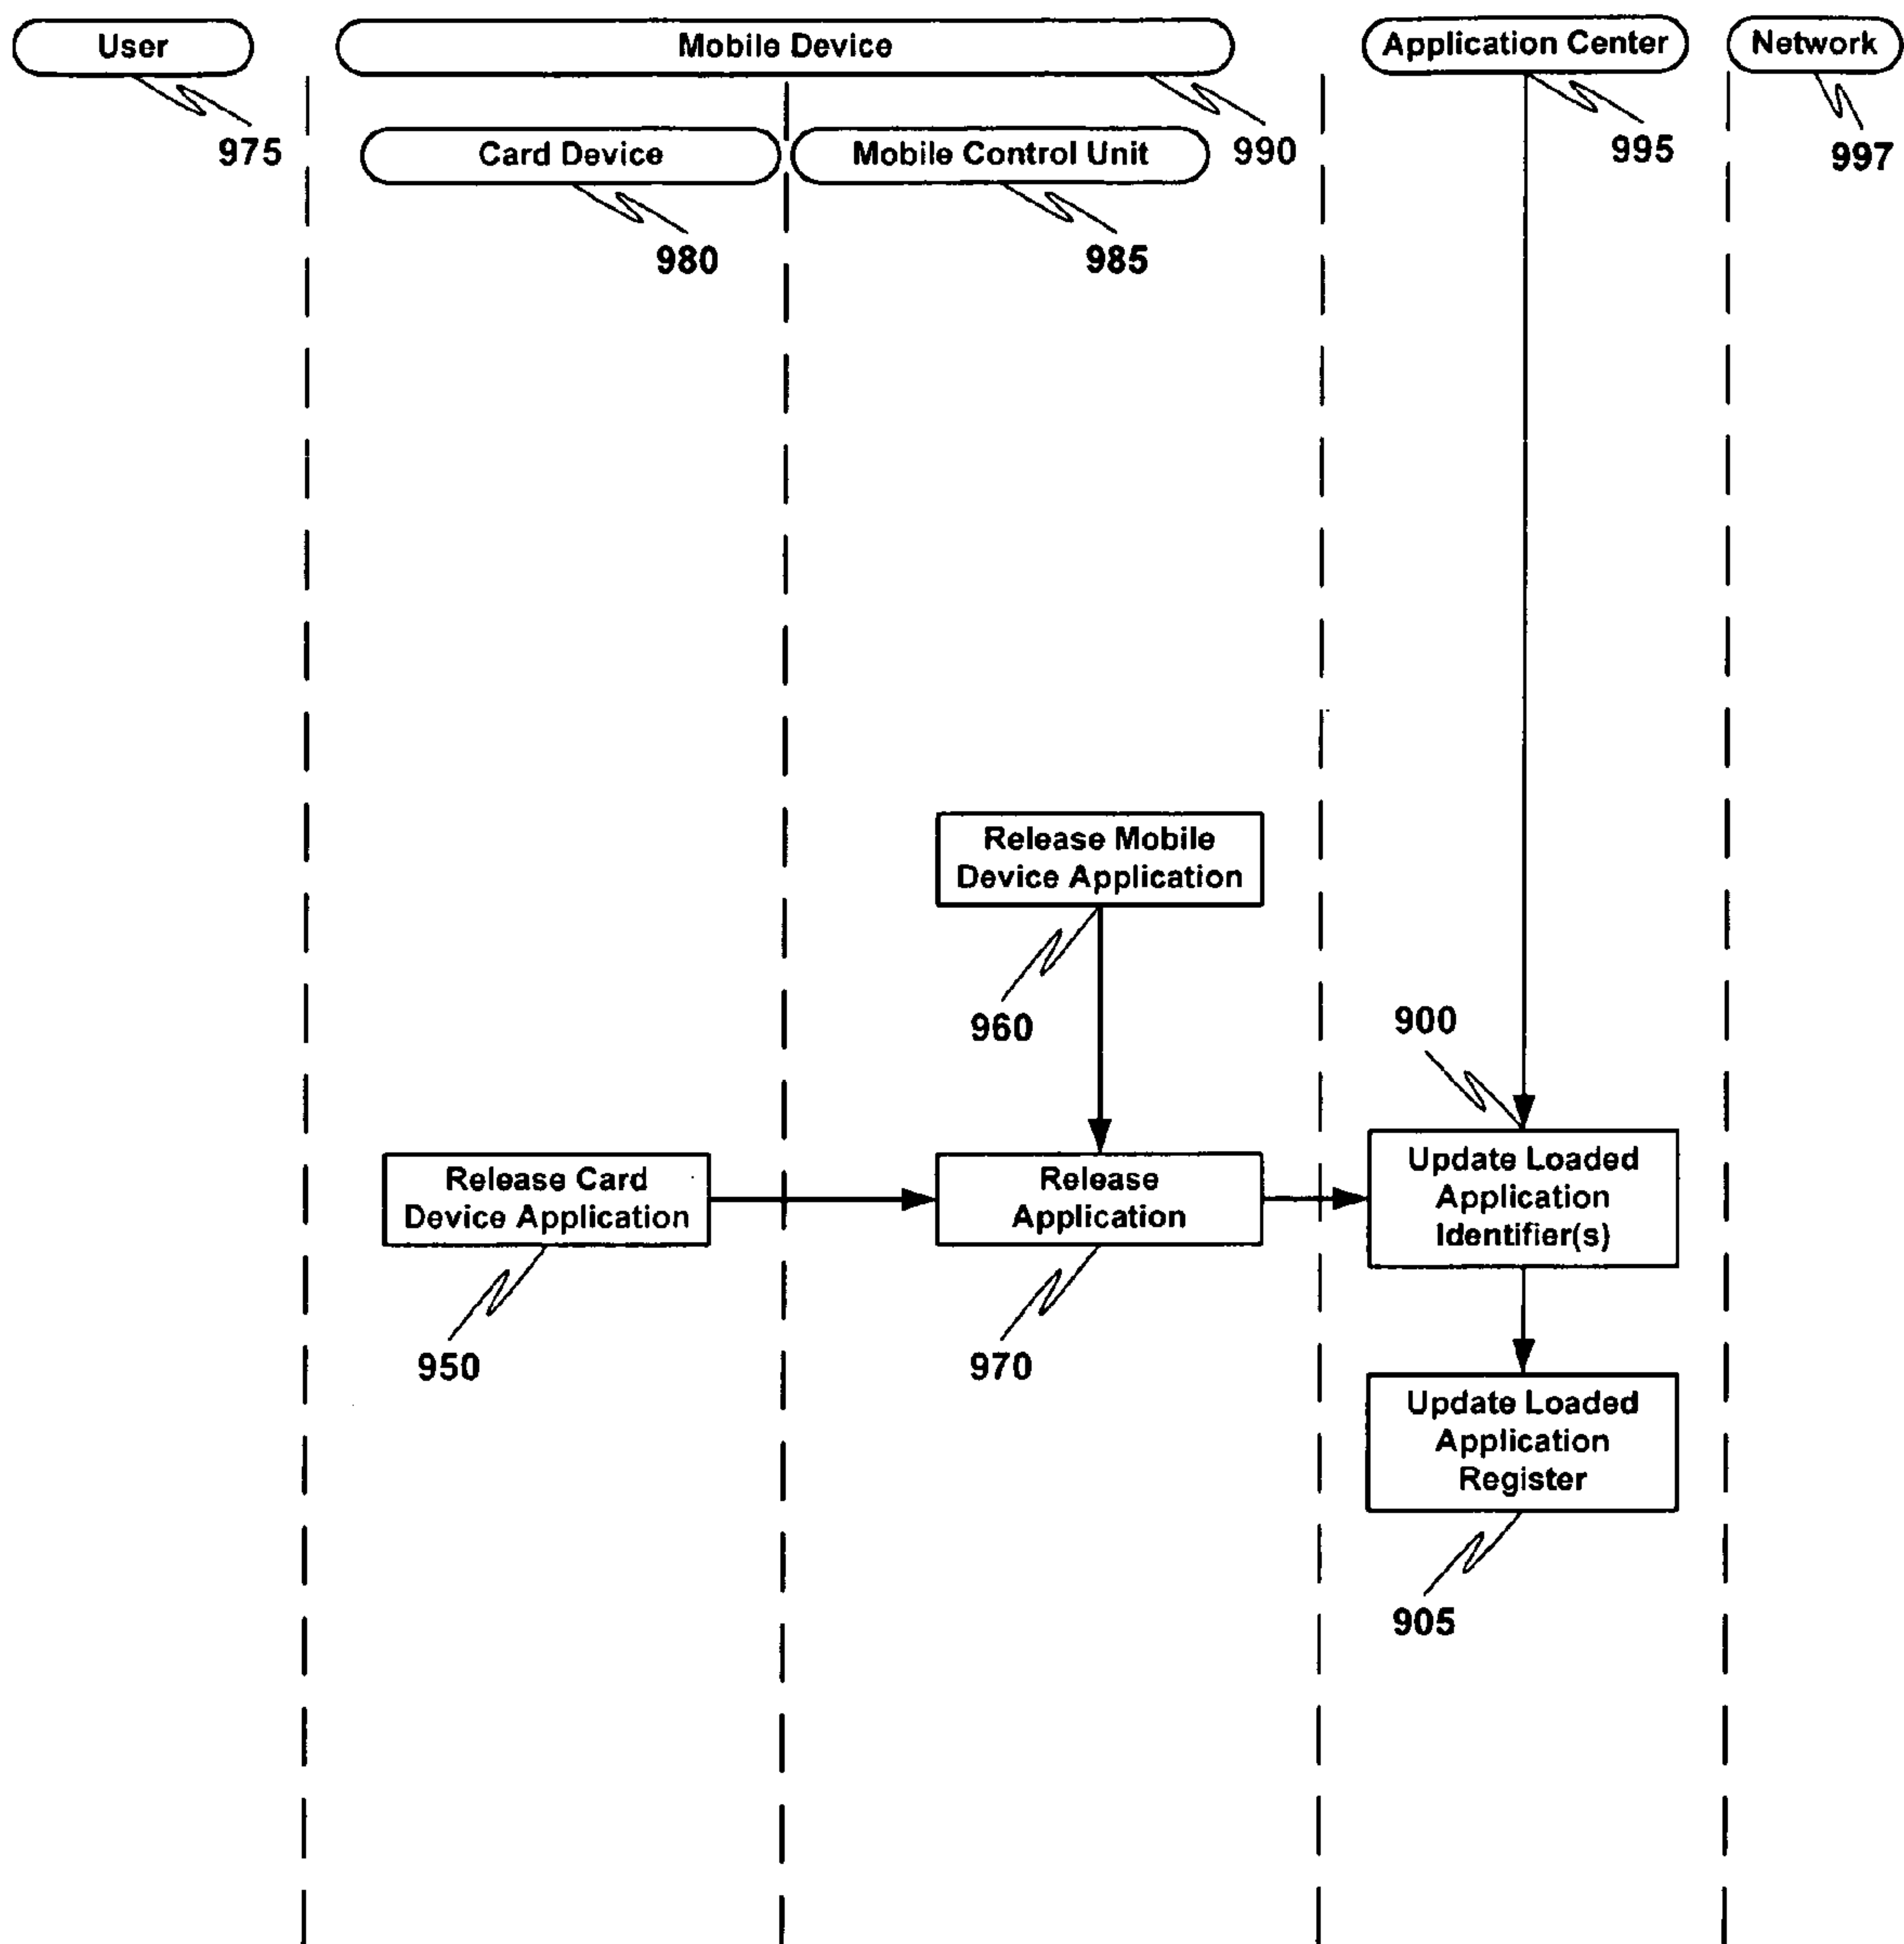 User
Mobile Device
Application Center
Network
975
Card Device
Mobile Control Unit
990
995
997
980
985
Release Mobile
Device Application
960
900
Release Card
Device Application
Release
Application
Update Loaded
Application
Identifier(s)
950
970
Update Loaded
Application
Register
905